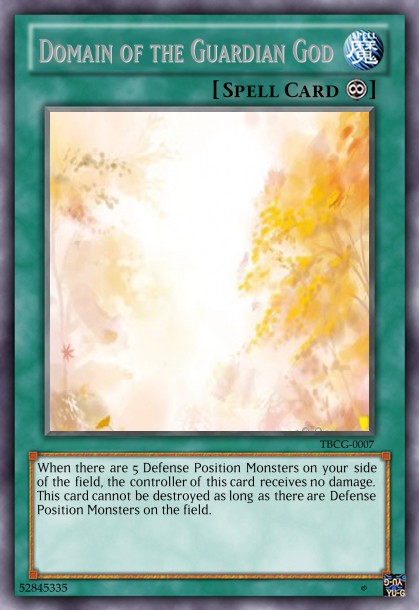 Domain of the Guardian God
魔
[Spell Card]
TBCG-0007
When there are 5 Defense Position Monsters on your side
of the field, the controller of this card receives no damage.
This card cannot be destroyed as long as there are Defense
Position Monsters on the field.
52845335
YU-G